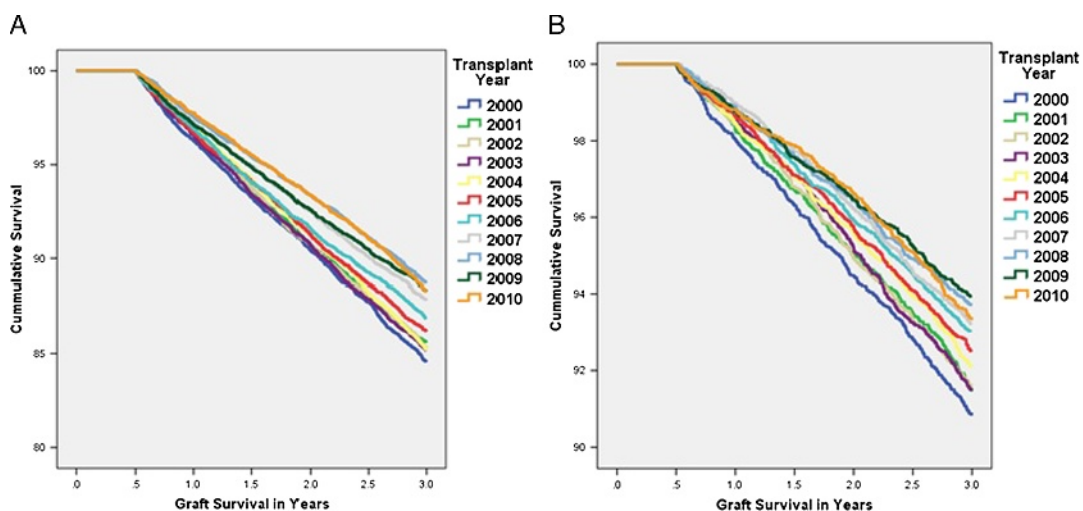 A
100
95
90
85
80
Cummulative Survival
.0 .5 1.0 1.5 2.0 2.5 3.0
Graft Survival in Years
Transplant
Year
2000
2001
2002
2003
2004
2005
2006
2007
2008
2009
2010
B
100
98
96
94
92
90
Cummulative Survival
.0 .5 1.0 1.5 2.0 2.5 3.0
Graft Survival in Years
Transplant
Year
2000
2001
2002
2003
2004
2005
2006
2007
2008
2009
2010